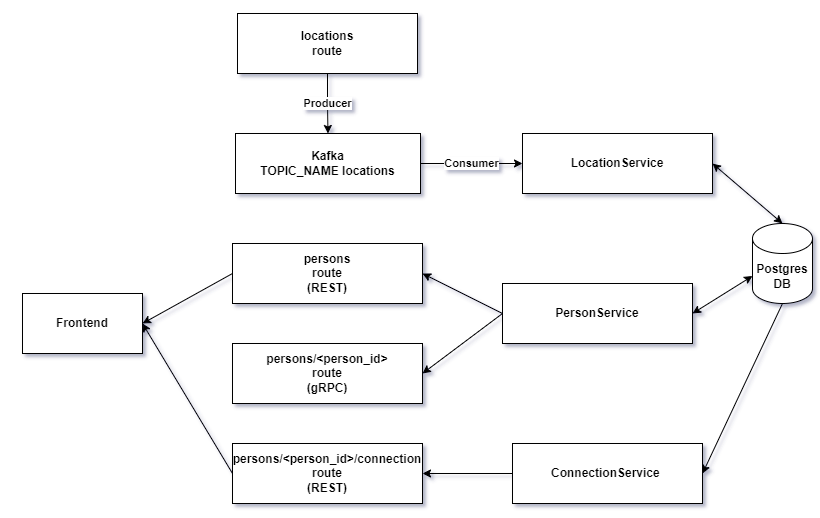 locations
route
Producer
Kafka
TOPIC_NAME locations
Consumer
LocationService
persons
route
(REST)
Postgres
DB
Frontend
PersonService
persons/<person_id>
route
(gRPC)
persons/<person_id>/connection
route
(REST)
ConnectionService